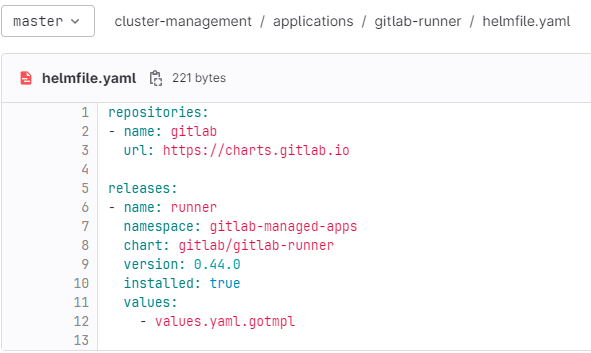 master cluster-management / applications / gitlab-runner / helmfile.yaml
helmfile.yaml 221 bytes
1 repositories:
2 - name: gitlab
3   url: https://charts.gitlab.io
4
5 releases:
6 - name: runner
7   namespace: gitlab-managed-apps
8   chart: gitlab/gitlab-runner
9   version: 0.44.0
10   installed: true
11   values:
12     - values.yaml.gotmpl
13